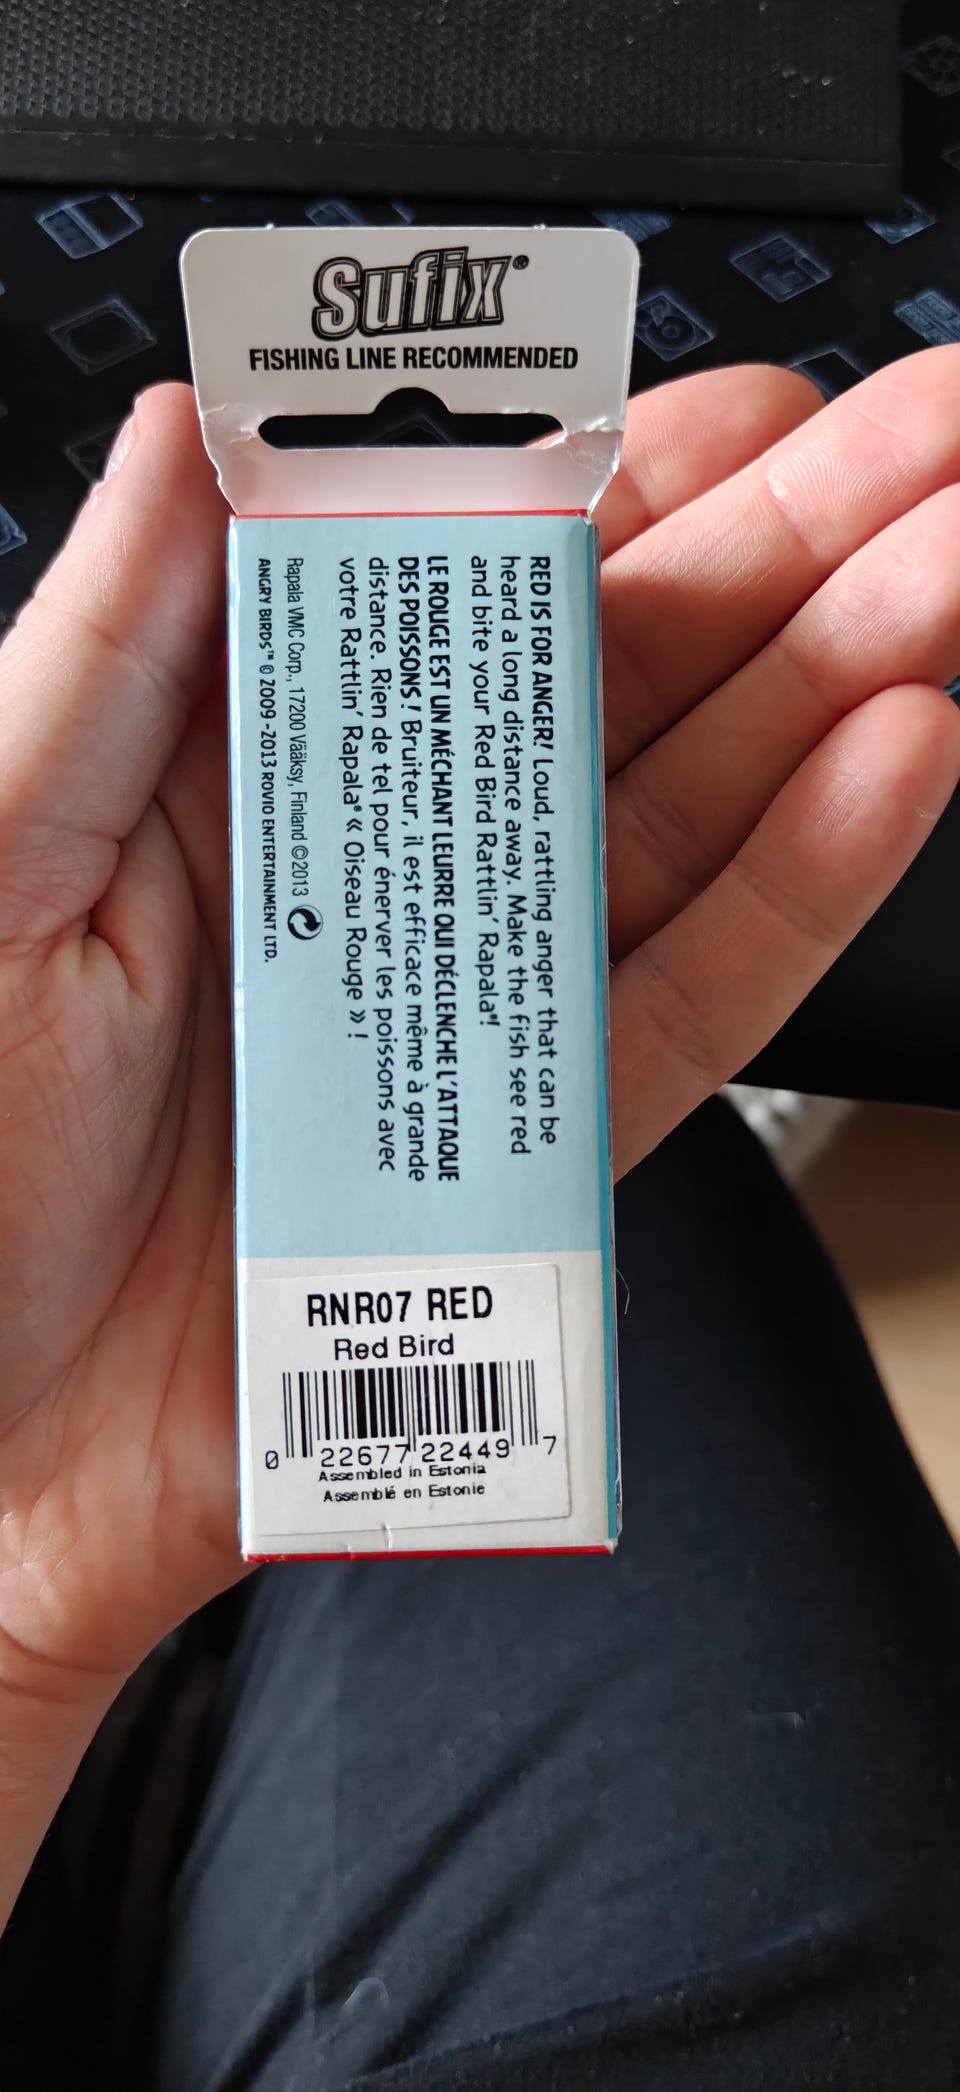 Sufix®
FISHING LINE RECOMMENDED
RED IS FOR ANGER! Loud, rattling anger that can be
heard a long distance away. Make the fish see red
and bite your Red Bird Rattlin' Rapala®!
LE ROUGE EST UN MÉCHANT LEURRE QUI DÉCLENCHE L'ATTAQUE
DES POISSONS ! Bruiteur, il est efficace même à grande
distance. Rien de tel pour énerver les poissons avec
votre Rattlin' Rapala® « Oiseau Rouge » !
Rapala VMC Corp., 17200 Vääksy, Finland ©2013
ANGRY BIRDS™ © 2009-2013 ROVIO ENTERTAINMENT LTD.
RNR07 RED
Red Bird
0 22677 22449 7
Assembled in Estonia
Assemblé en Estonie